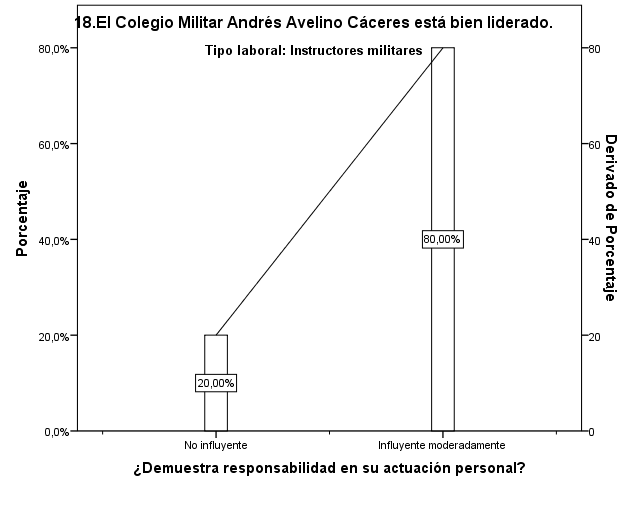 18.El Colegio Militar Andrés Avelino Cáceres está bien liderado.
Tipo laboral: Instructores militares
80,0%
60,0%
40,0%
20,0%
0,0%
Porcentaje
80
60
40
20
0
Derivado de Porcentaje
20,00%
80,00%
No influyente
Influyente moderadamente
¿Demuestra responsabilidad en su actuación personal?